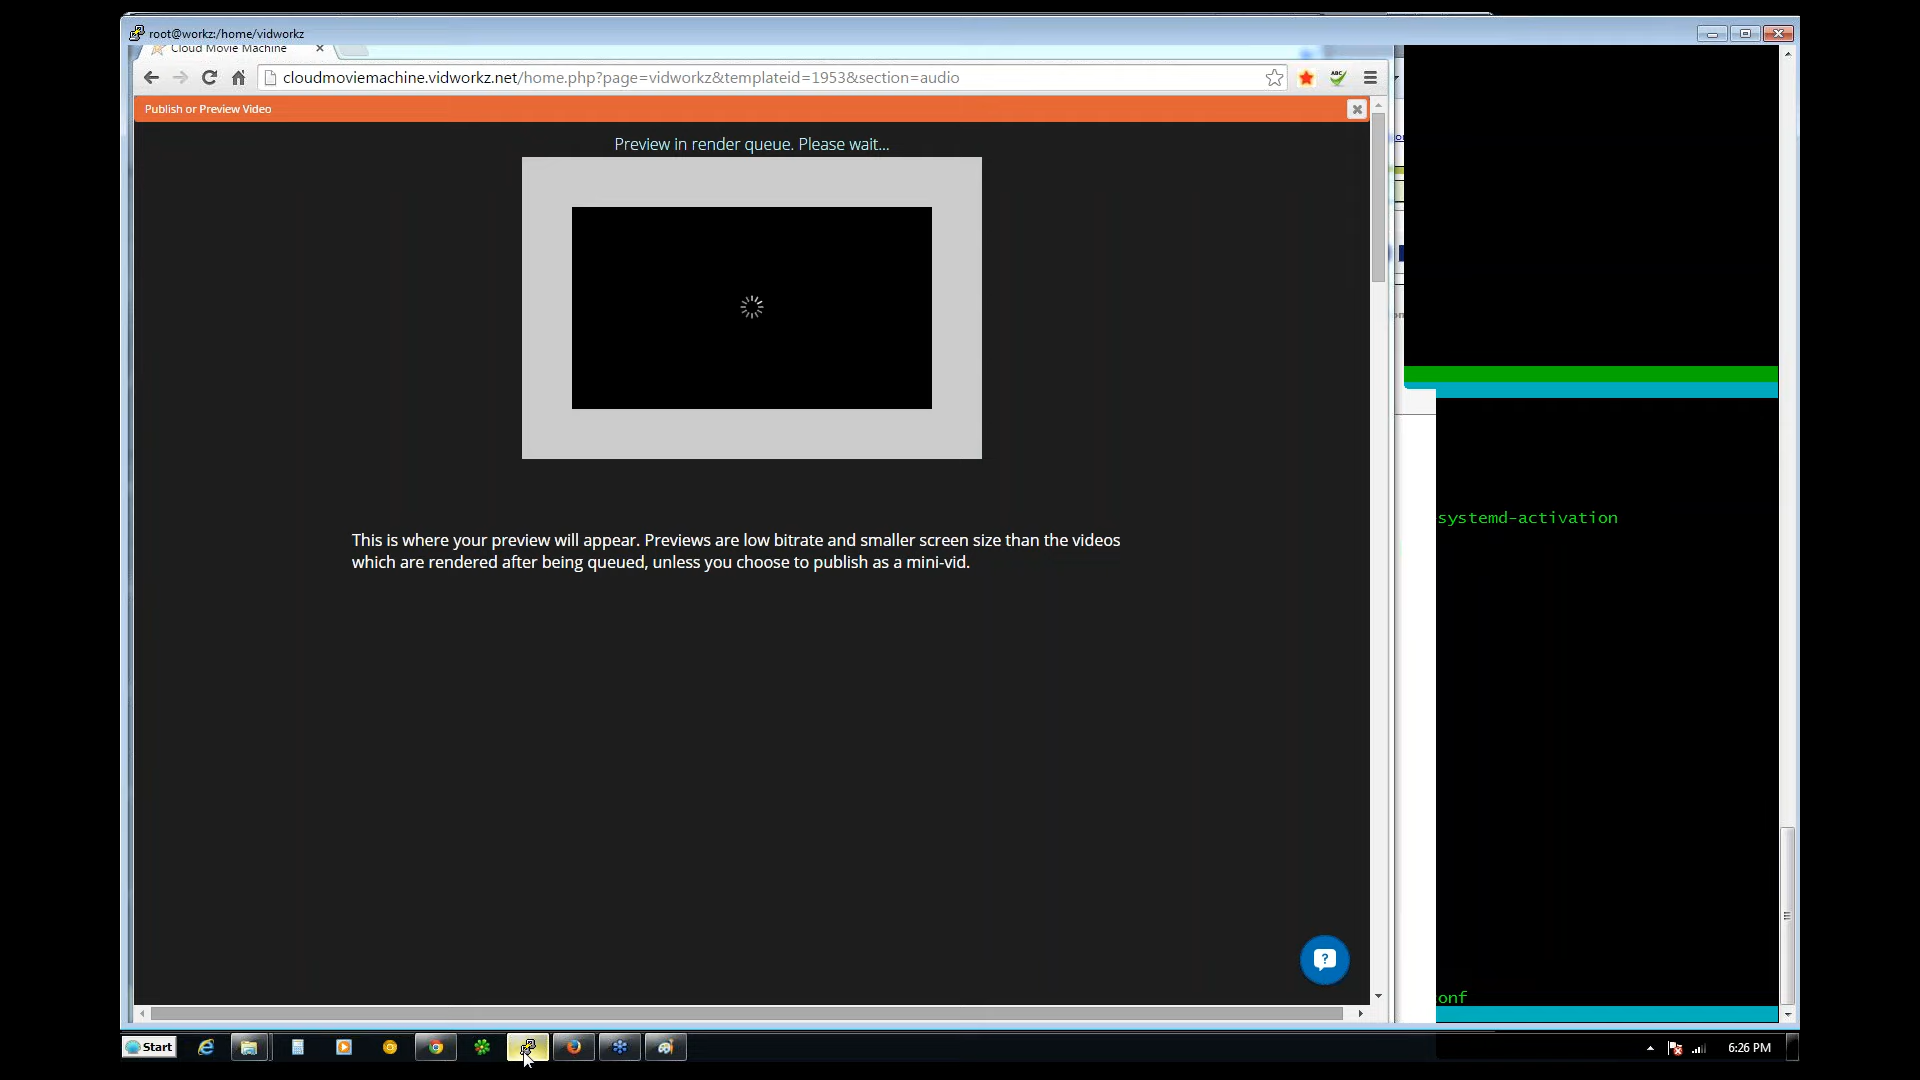 root@workz:/home/vidworkz
Cloud Movie Machine
cloudmoviemachine.vidworkz.net/home.php?page=vidworkz&templateid=1953&section=audio
ABC
Publish or Preview Video
Preview in render queue. Please wait...
This is where your preview will appear. Previews are low bitrate and smaller screen size than the videos
which are rendered after being queued, unless you choose to publish as a mini-vid.
systemd-activation
?
onf
Start
6:26 PM